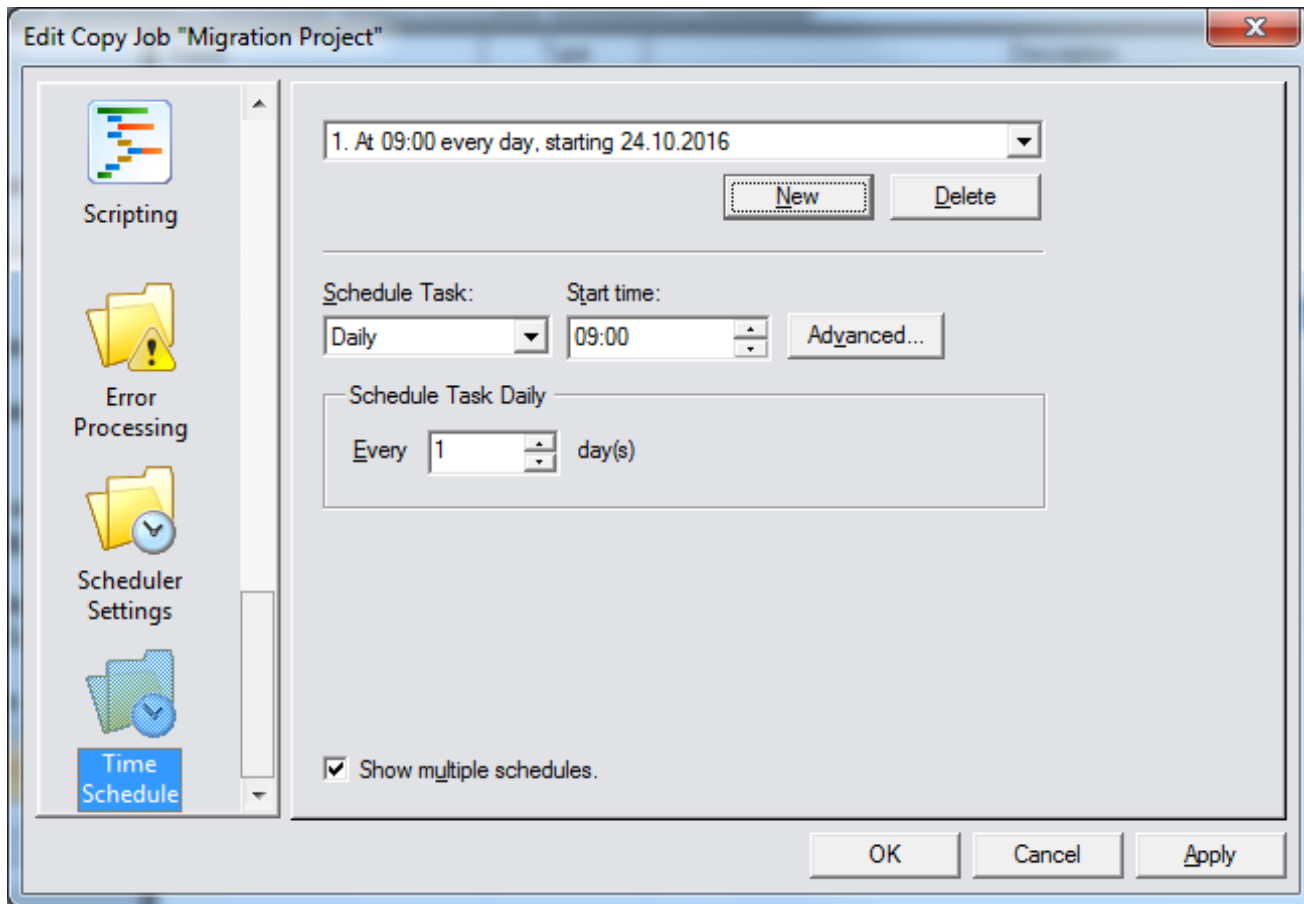 Edit Copy Job "Migration Project"
Scripting
Error
Processing
Scheduler
Settings
Time
Schedule
1. At 09:00 every day, starting 24.10.2016
New
Delete
Schedule Task:
Start time:
Daily
09:00
Advanced...
Schedule Task Daily
Every 1 day(s)
Show multiple schedules.
OK
Cancel
Apply